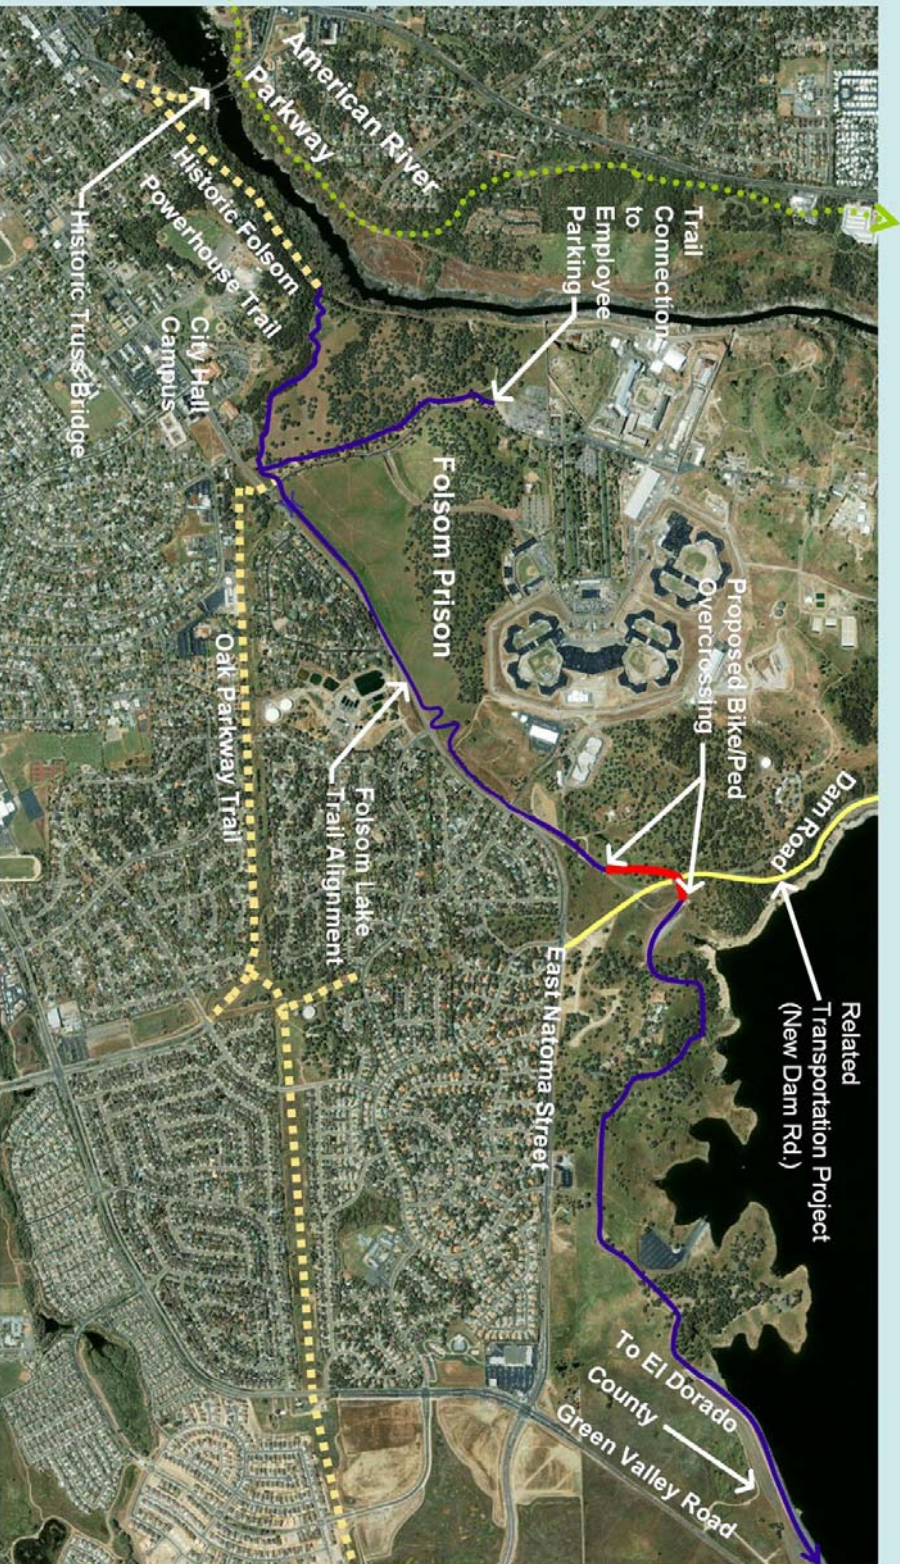 American River
Parkway
Historic Folsom
Powerhouse Trail
Historic Truss Bridge
City Hall
Campus
Trail
Connection
to
Employee
Parking
Folsom Prison
Proposed Bike/Ped
Overcrossing
Dam Road
Related
Transportation Project
(New Dam Rd.)
Oak Parkway Trail
Folsom Lake
Trail Alignment
East Natoma Street
To El Dorado
County
Green Valley Road